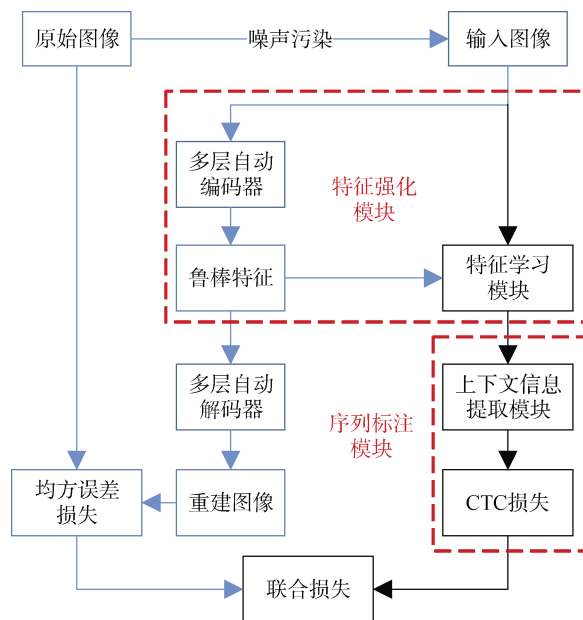 原始图像
噪声污染
输入图像
多层自动
编码器
特征强化
模块
鲁棒特征
特征学习
模块
多层自动
解码器
上下文信息
提取模块
序列标注
模块
均方误差
损失
重建图像
CTC损失
联合损失